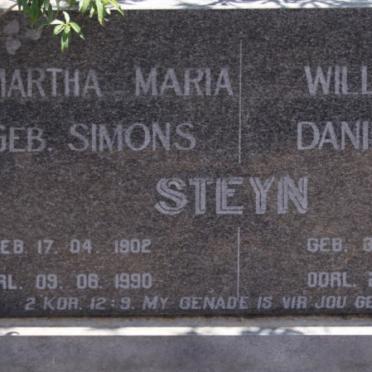 MARTHA MARIA
GEB. SIMONS
WILL
DANI
STEYN
GEB. 17. 04. 1902
ORL. 09. 06. 1990
GEB,
OORL.
2 KOR. 12:9. MY GENADE IS VIR JOU GE